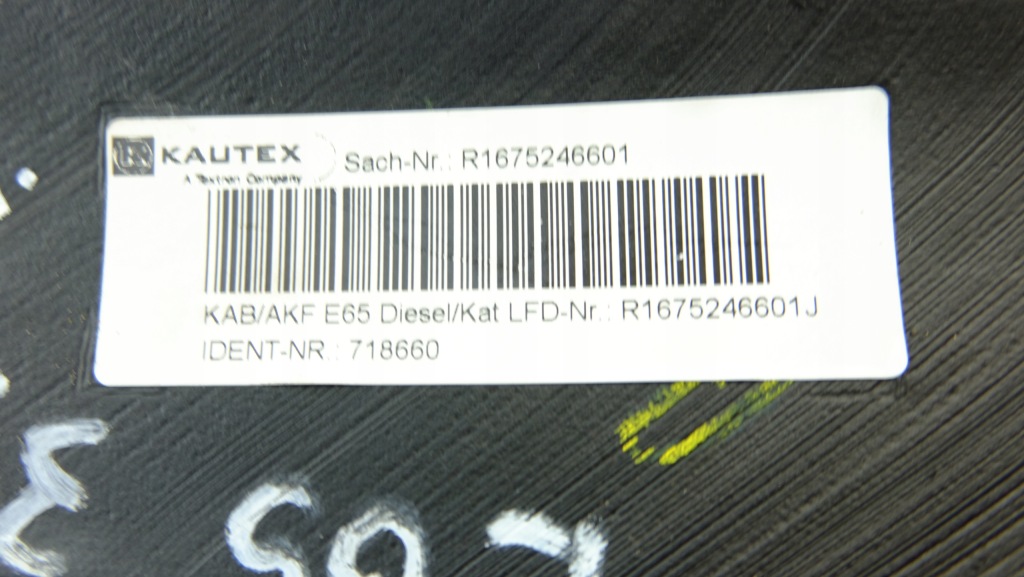 KAUTEX
A Textron Company
Sach-Nr.: R1675246601
KAB/AKF E65 Diesel/Kat LFD-Nr.: R1675246601J
IDENT-NR.: 718660